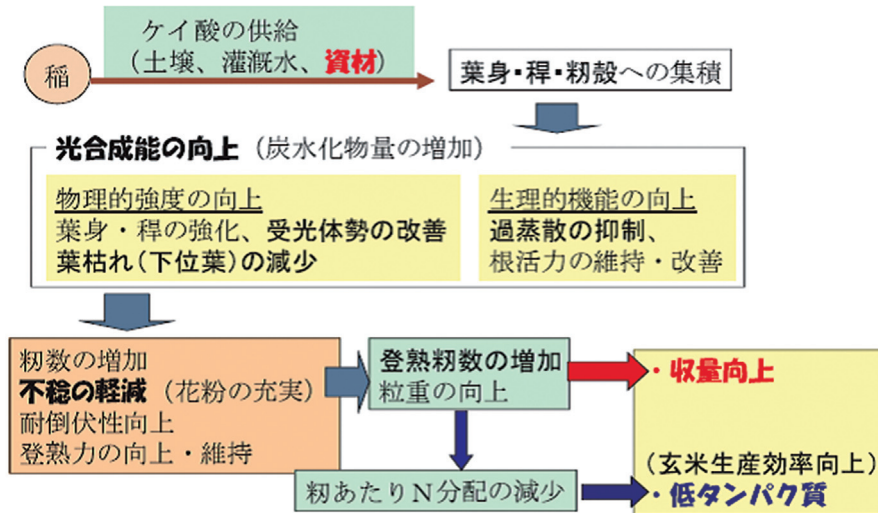 稲
ケイ酸の供給
(土壌、灌漑水、資材)
葉身・稈・籾殻への集積
光合成能の向上(炭水化物量の増加)
物理的強度の向上
葉身・稈の強化、受光体勢の改善
葉枯れ(下位葉)の減少
生理的機能の向上
過蒸散の抑制、
根活力の維持・改善
籾数の増加
不稔の軽減(花粉の充実)
耐倒伏性向上
登熟力の向上・維持
登熟籾数の増加
粒重の向上
・収量向上
籾あたりN分配の減少
(玄米生産効率向上)
・低タンパク質